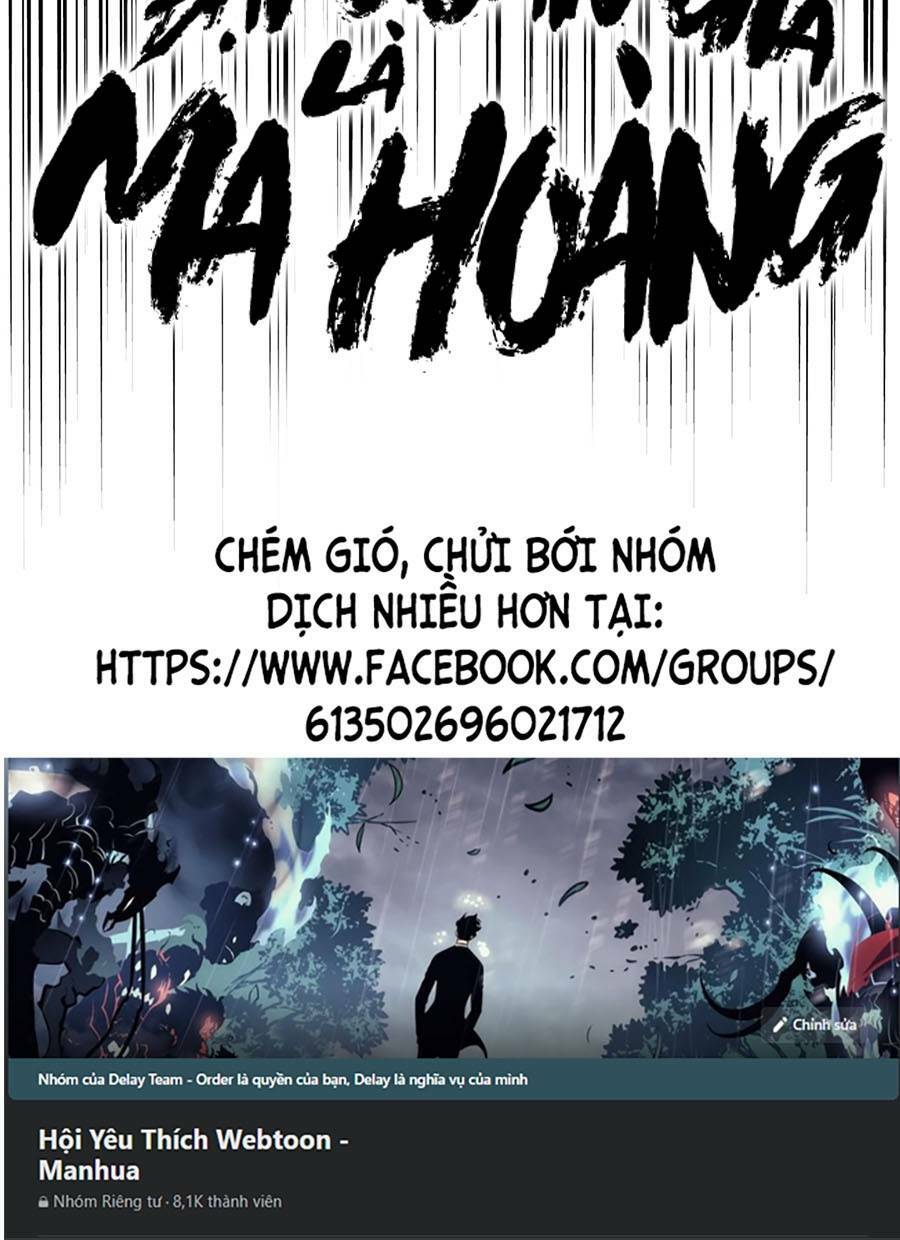 LÀ
MA HOÀNG
CHÉM GIÓ, CHỬI BỚI NHÓM
DỊCH NHIỀU HƠN TẠI:
HTTPS://WWW.FACEBOOK.COM/GROUPS/
613502696021712
Chỉnh sửa
Nhóm của Delay Team - Order là quyền của bạn, Delay là nghĩa vụ của mình
Hội Yêu Thích Webtoon -
Manhua
Nhóm Riêng tư · 8,1K thành viên